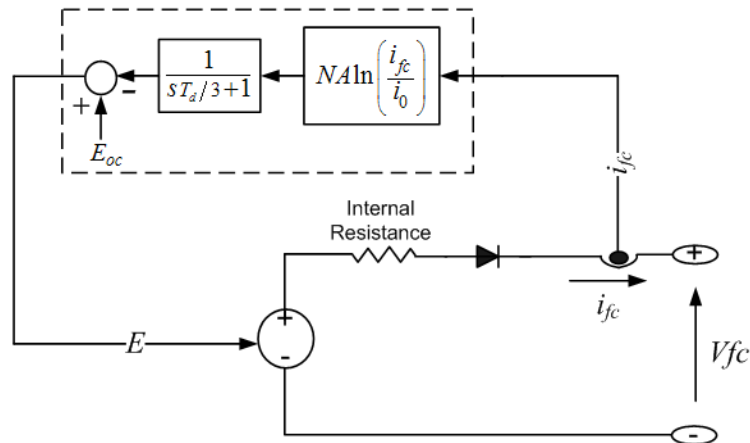 1
sT_d/3+1
NA ln(i_fc/i_0)
+
-
E_oc
i_fc
Internal
Resistance
+
i_fc
+
-
E
Vfc
-